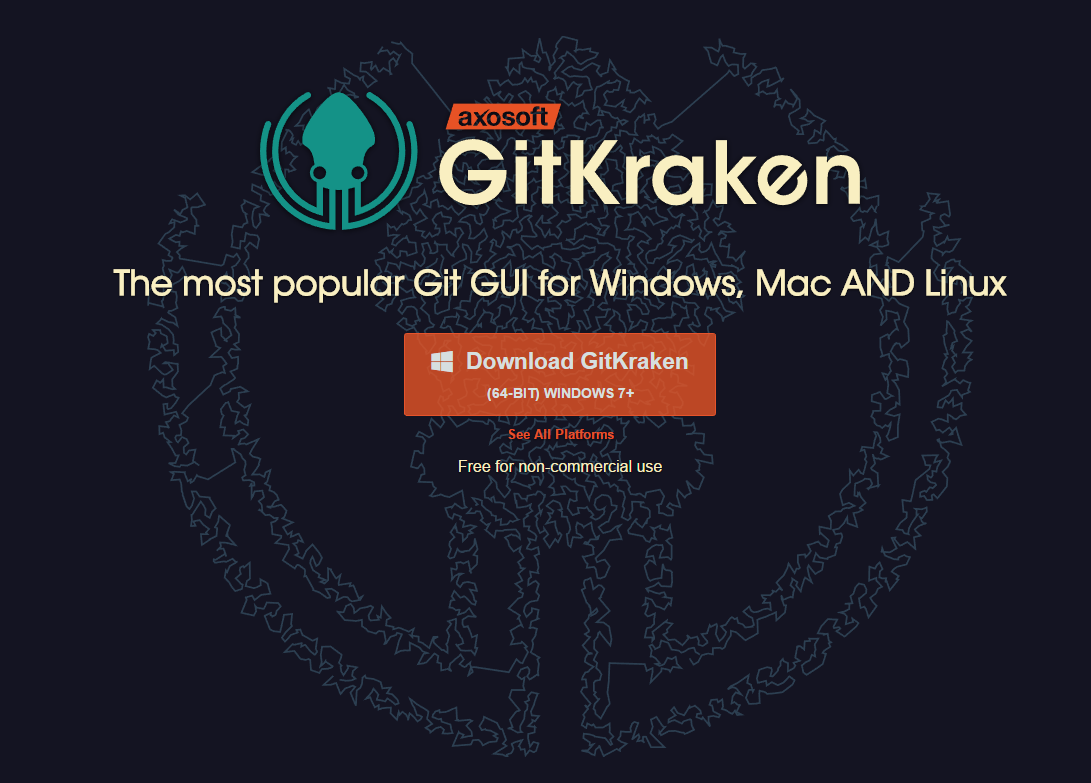 axosoft
GitKraken
The most popular Git GUI for Windows, Mac AND Linux
Download GitKraken
(64-BIT) WINDOWS 7+
See All Platforms
Free for non-commercial use